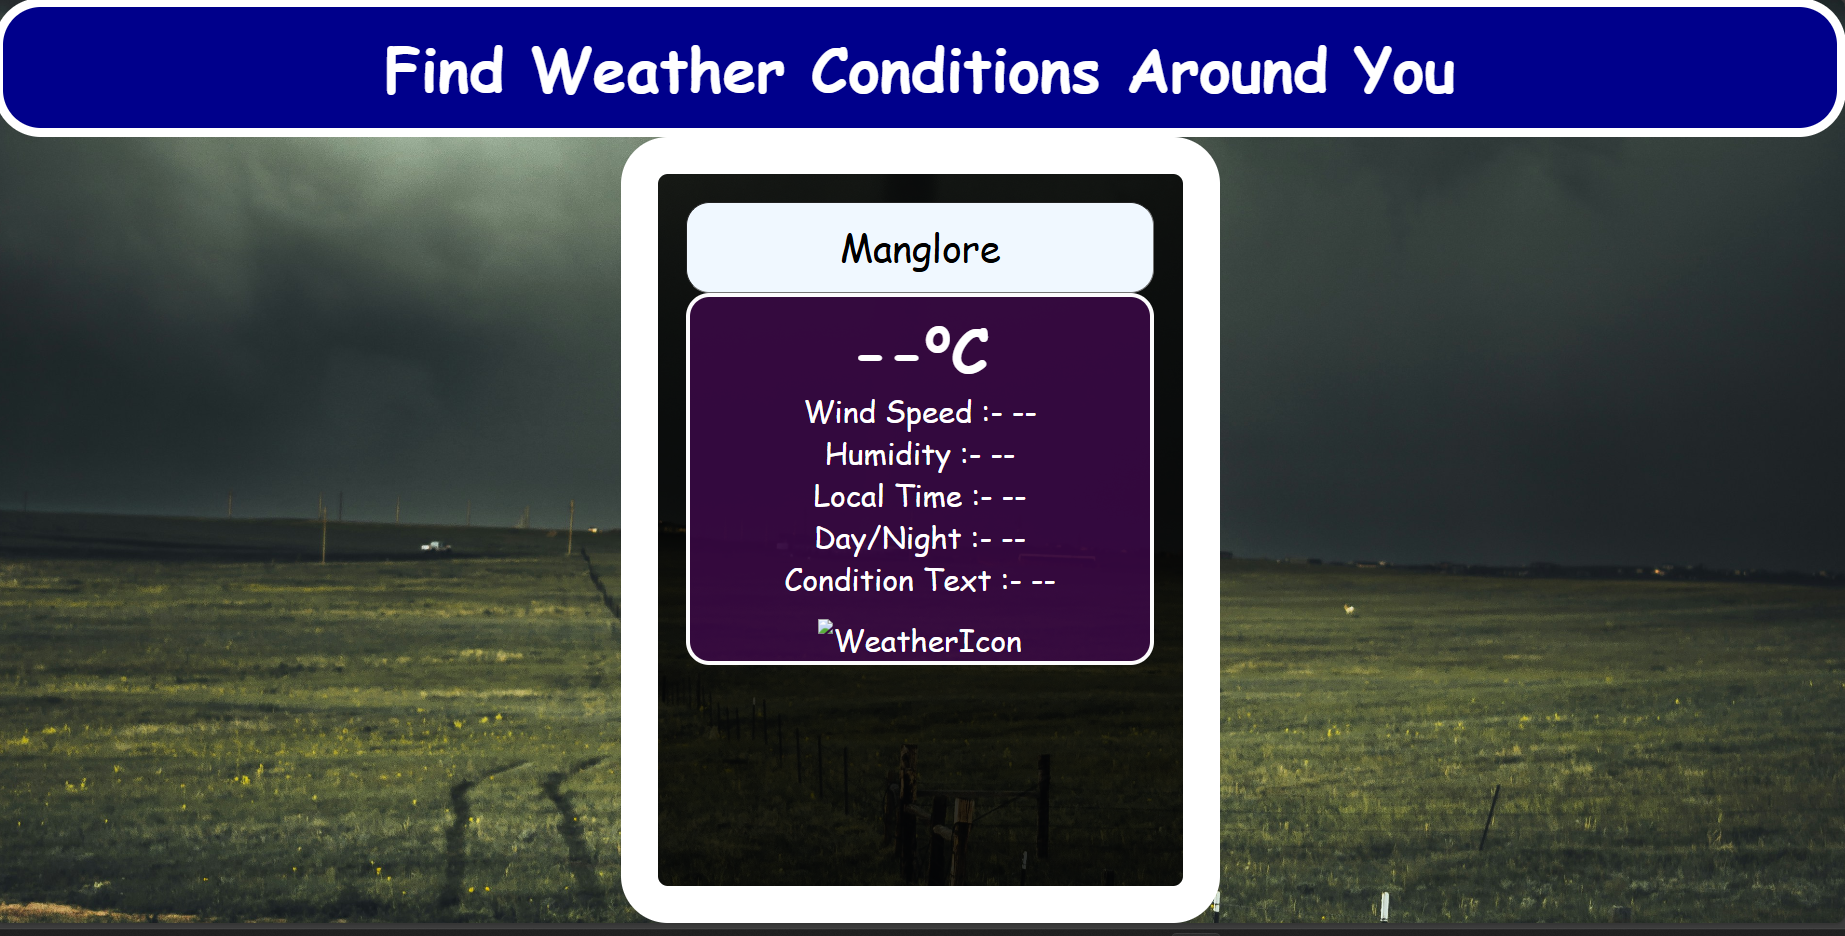 Find Weather Conditions Around You
Manglore
--°C
Wind Speed :- --
Humidity :- --
Local Time :- --
Day/Night :- --
Condition Text :- --
WeatherIcon